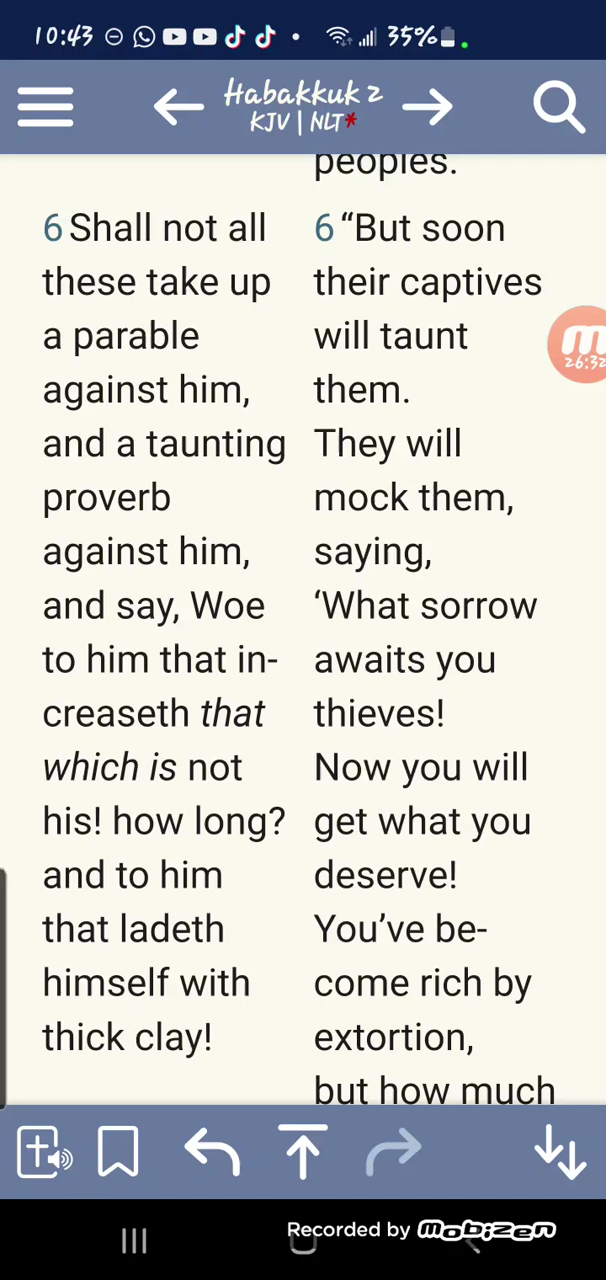 10:43 35%
Habakkuk 2
KJV | NLT*
peoples.
6 Shall not all
these take up
a parable
against him,
and a taunting
proverb
against him,
and say, Woe
to him that in-
creaseth that
which is not
his! how long?
and to him
that ladeth
himself with
thick clay!
6 “But soon
their captives
will taunt
them.
They will
mock them,
saying,
‘What sorrow
awaits you
thieves!
Now you will
get what you
deserve!
You’ve be-
come rich by
extortion,
but how much
m
26:32
Recorded by mobizen